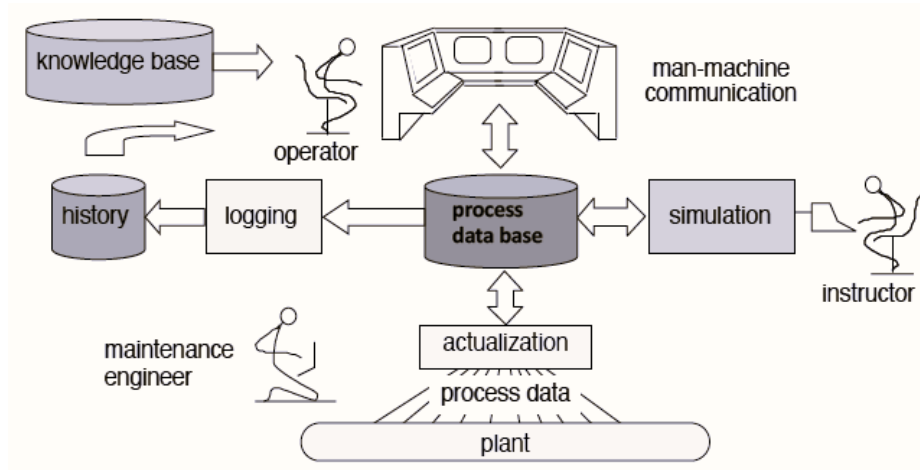 knowledge base
man-machine
communication
operator
history
logging
process
data base
simulation
instructor
maintenance
engineer
actualization
process data
plant